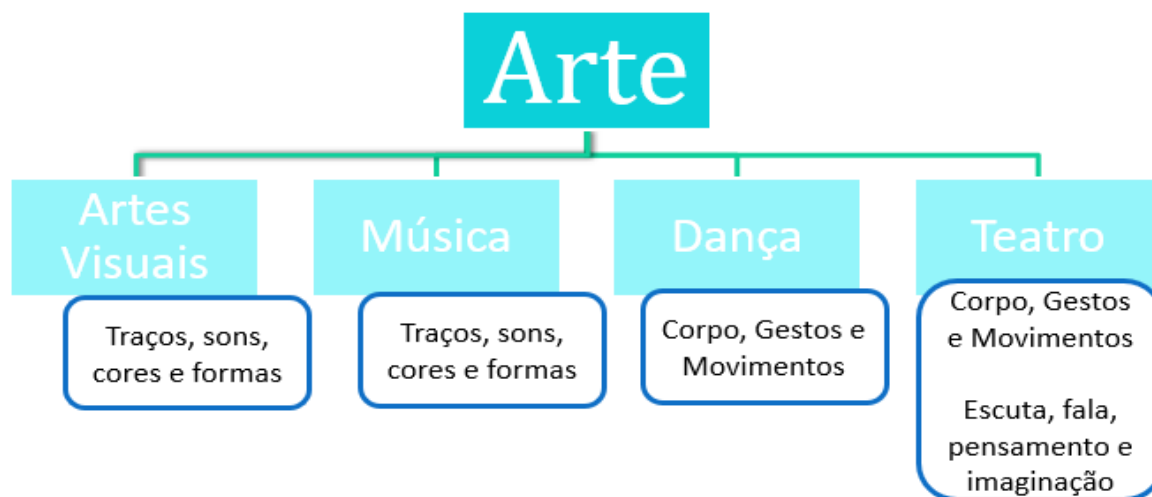 Arte
Artes
Visuais
Música
Dança
Teatro
Traços, sons,
cores e formas
Traços, sons,
cores e formas
Corpo, Gestos e
Movimentos
Corpo, Gestos
e Movimentos
Escuta, fala,
pensamento e
imaginação